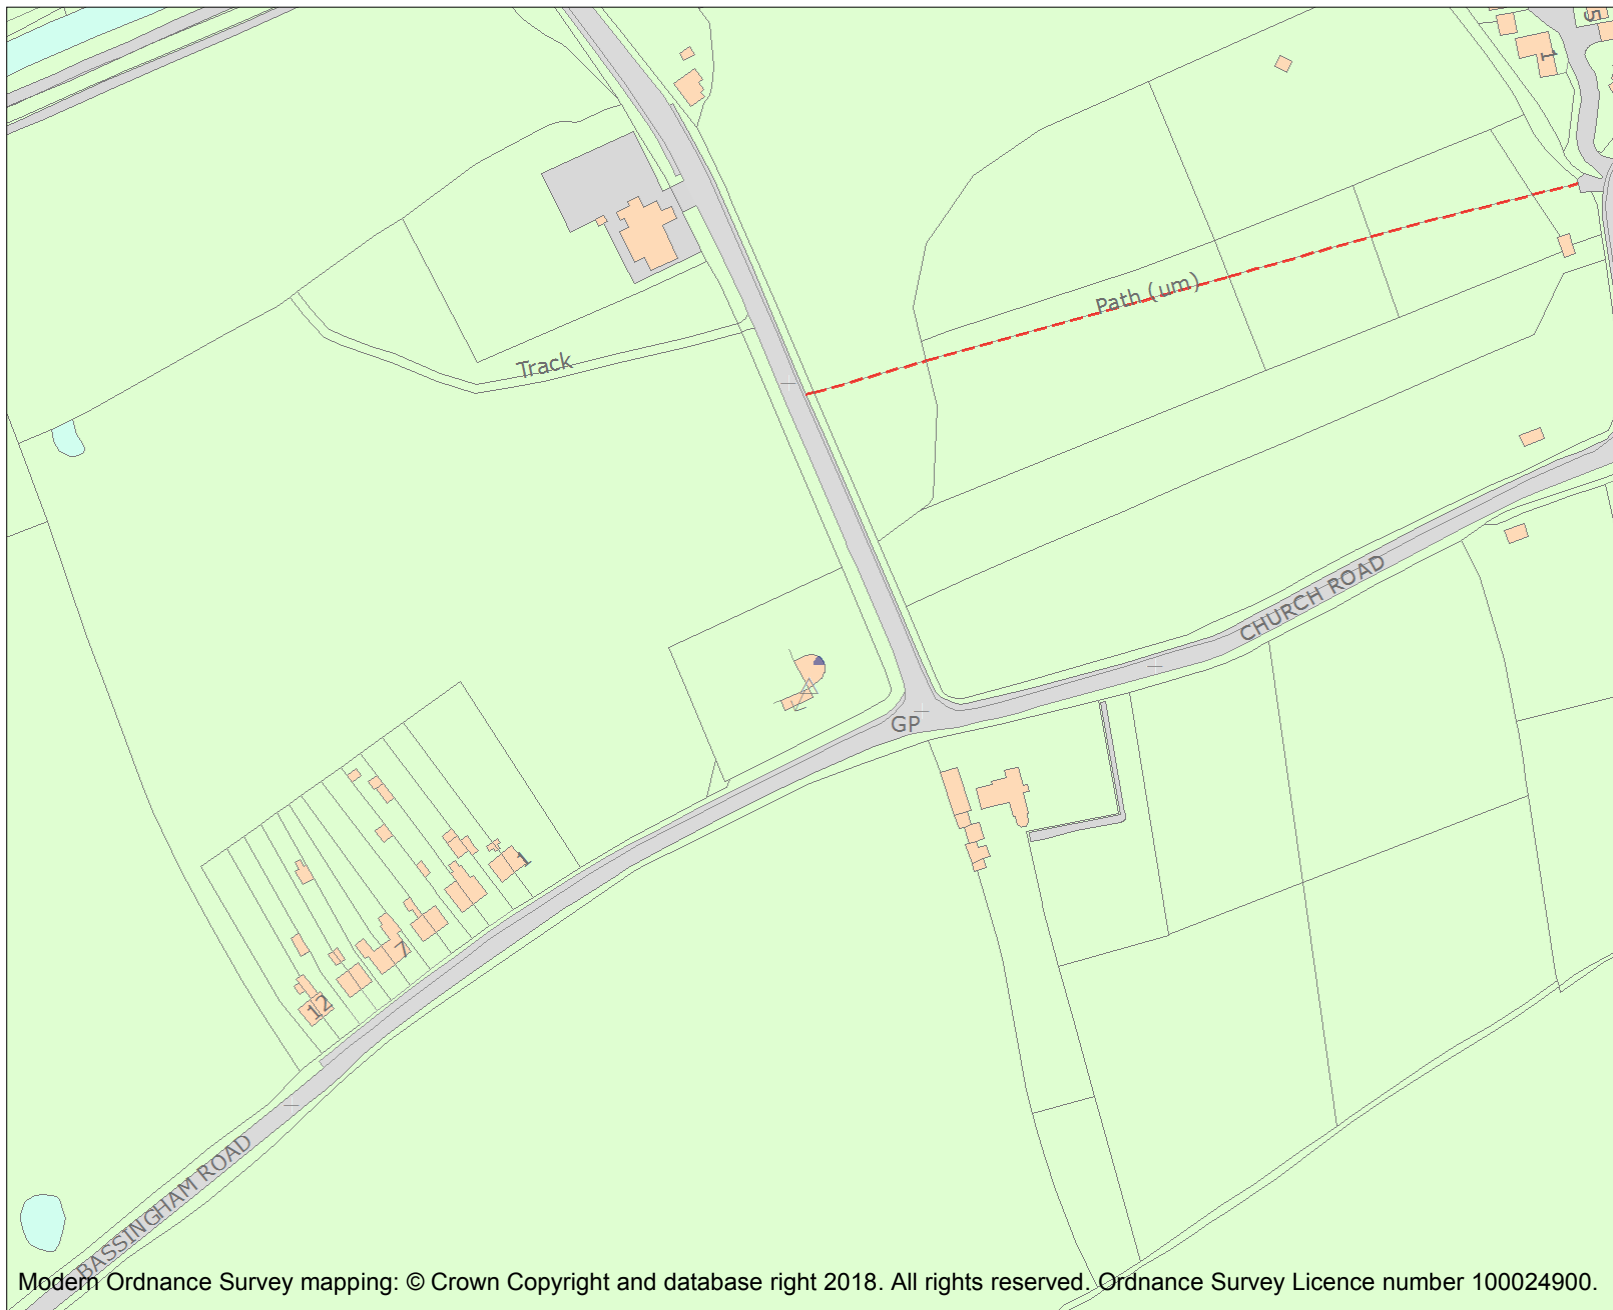 5
1
Path (um)
Track
CHURCH ROAD
GP
1
7
12
BASSINGHAM ROAD
Modern Ordnance Survey mapping: © Crown Copyright and database right 2018. All rights reserved. Ordnance Survey Licence number 100024900.